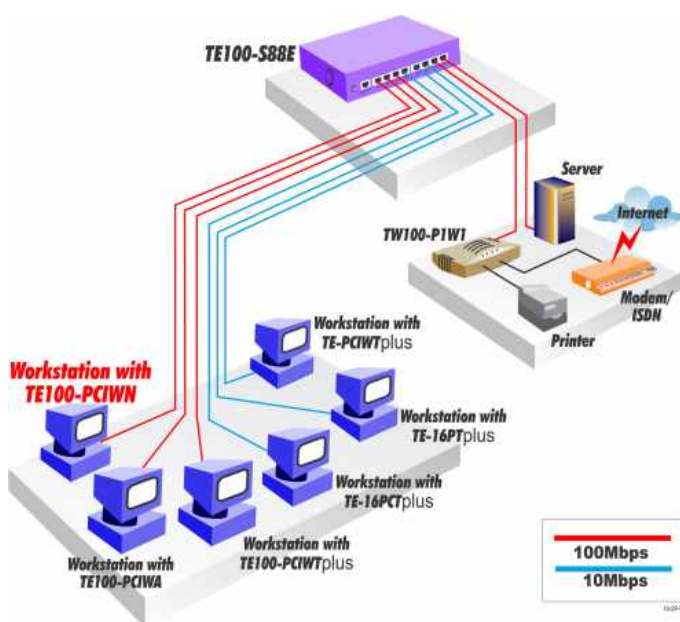 TE100-S88E
Server
Internet
TW100-P1W1
Modem/
ISDN
Printer
Workstation with
TE-PCIWTplus
Workstation with
TE100-PCIWN
Workstation with
TE-16PTplus
Workstation with
TE-16PCTplus
Workstation with
TE100-PCIWTplus
Workstation with
TE100-PCIWA
100Mbps
10Mbps